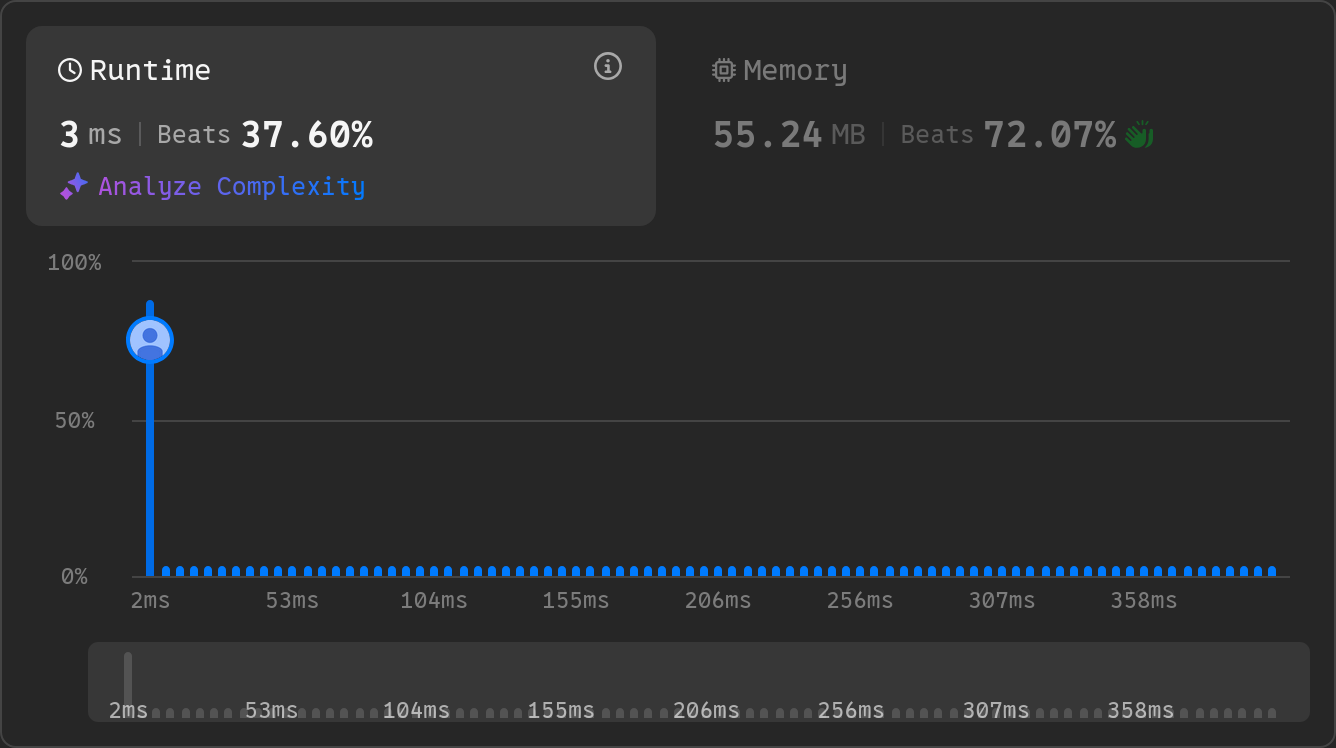 Runtime
3 ms | Beats 37.60%
Analyze Complexity
Memory
55.24 MB | Beats 72.07%
100%
50%
0%
2ms 53ms 104ms 155ms 206ms 256ms 307ms 358ms
2ms 53ms 104ms 155ms 206ms 256ms 307ms 358ms